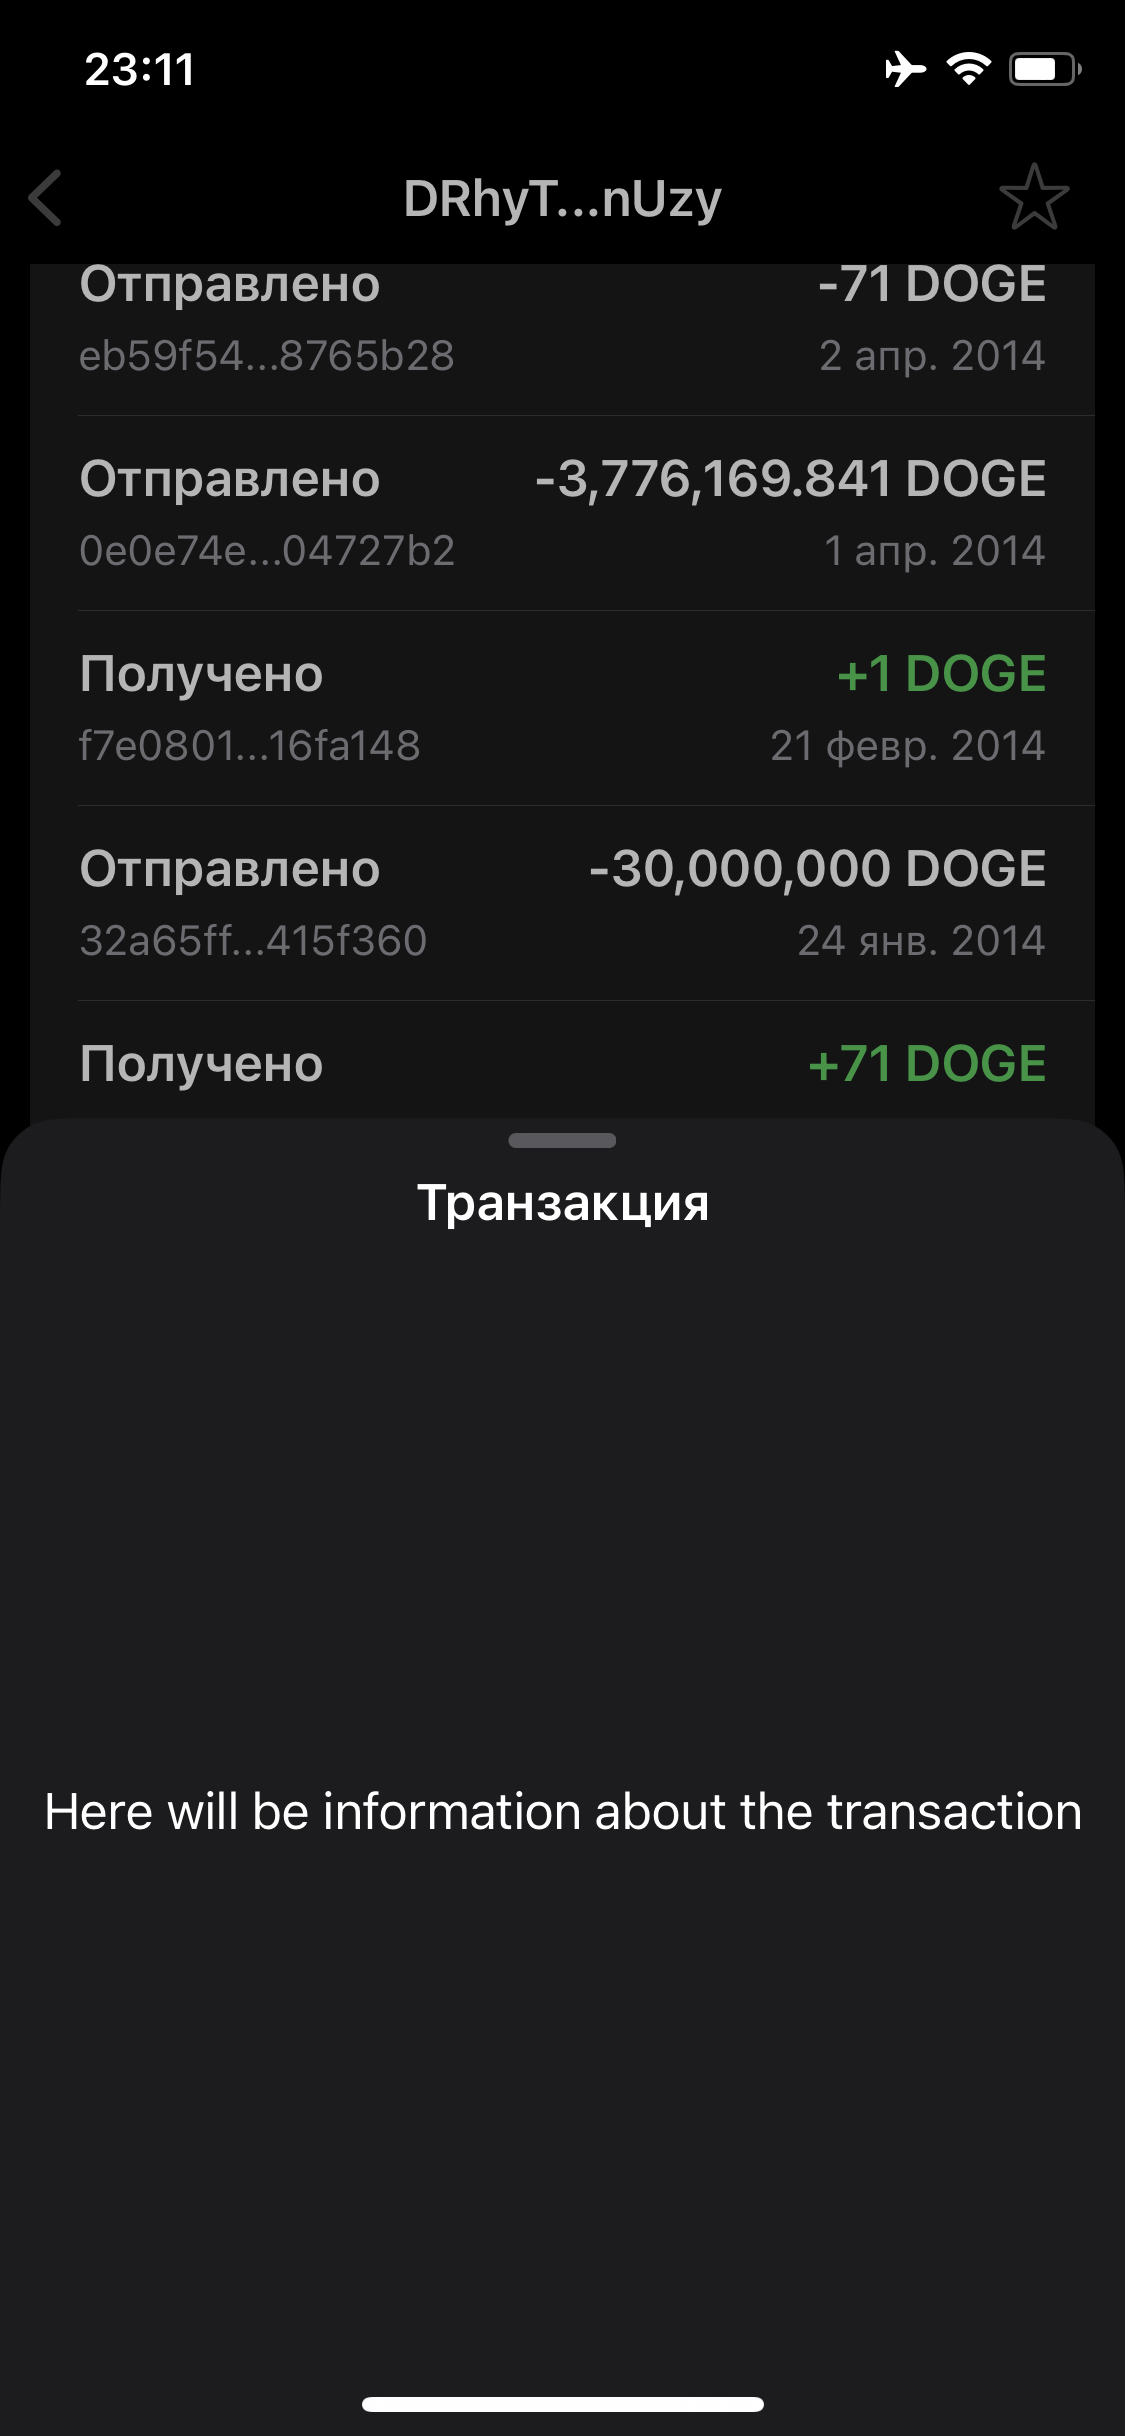 23:11
DRhyT...nUzy
Отправлено -71 DOGE
eb59f54...8765b28 2 апр. 2014
Отправлено -3,776,169.841 DOGE
0e0e74e...04727b2 1 апр. 2014
Получено +1 DOGE
f7e0801...16fa148 21 февр. 2014
Отправлено -30,000,000 DOGE
32a65ff...415f360 24 янв. 2014
Получено +71 DOGE
Транзакция
Here will be information about the transaction